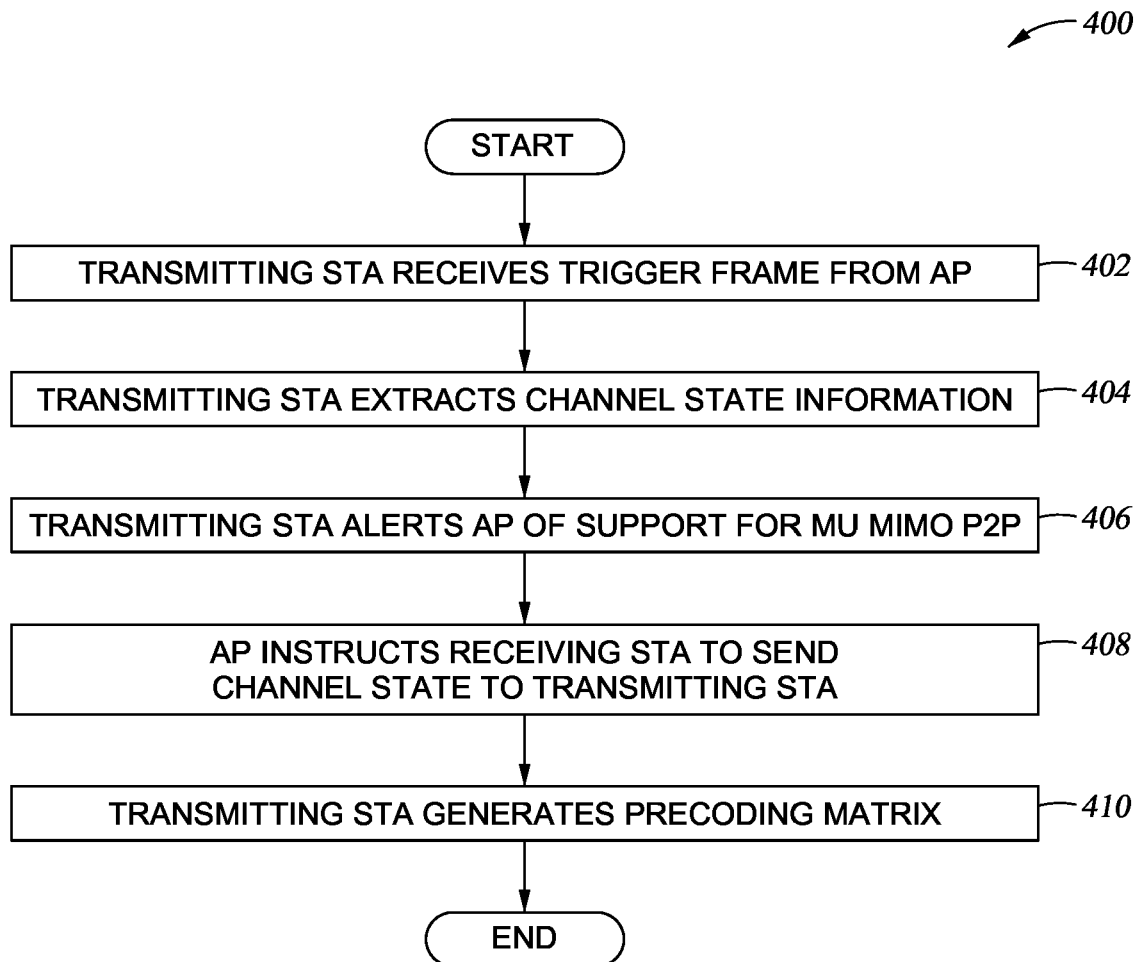 400
START
TRANSMITTING STA RECEIVES TRIGGER FRAME FROM AP
402
TRANSMITTING STA EXTRACTS CHANNEL STATE INFORMATION
404
TRANSMITTING STA ALERTS AP OF SUPPORT FOR MU MIMO P2P
406
AP INSTRUCTS RECEIVING STA TO SEND
CHANNEL STATE TO TRANSMITTING STA
408
TRANSMITTING STA GENERATES PRECODING MATRIX
410
END